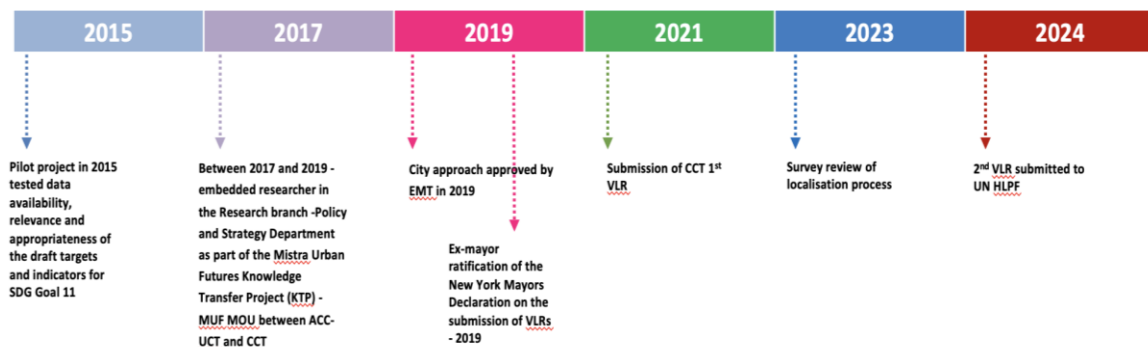 2015
2017
2019
2021
2023
2024
Pilot project in 2015
tested data
availability,
relevance and
appropriateness of
the draft targets
and indicators for
SDG Goal 11
Between 2017 and 2019 -
embedded researcher in
the Research branch -Policy
and Strategy Department
as part of the Mistra Urban
Futures Knowledge
Transfer Project (KTP) -
MUF MOU between ACC-
UCT and CCT
City approach approved by
EMT in 2019
Ex-mayor
ratification of the
New York Mayors
Declaration on the
submission of VLRs
- 2019
Submission of CCT 1st
VLR
Survey review of
localisation process
2nd VLR submitted to
UN HLPF